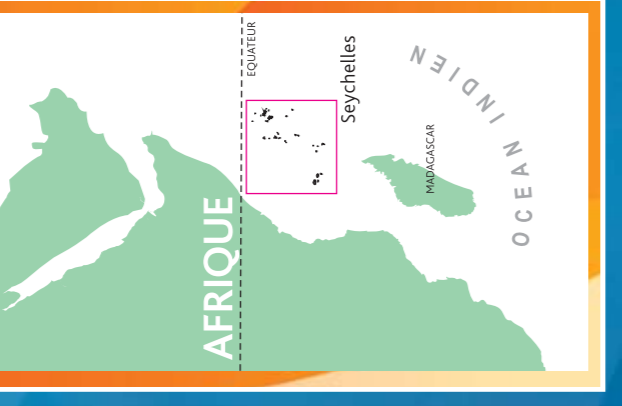 AFRIQUE
EQUATEUR
Seychelles
MADAGASCAR
OCEAN INDIEN